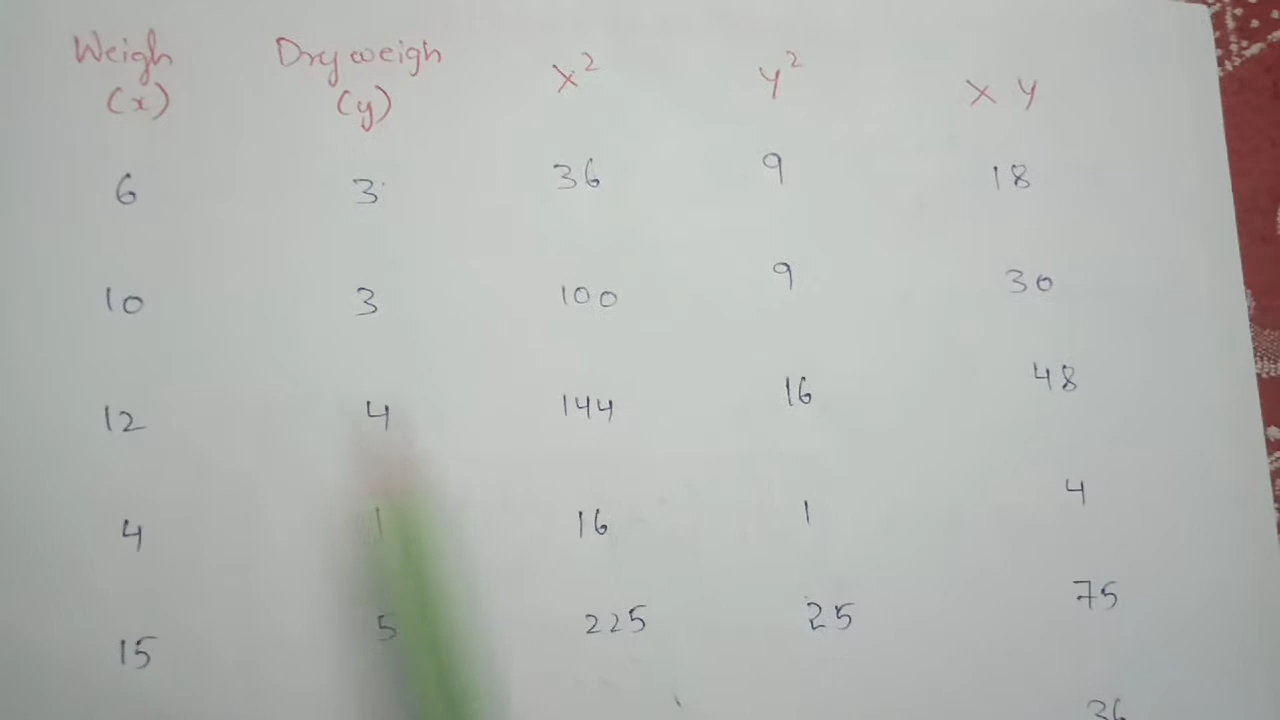 Weigh Dry weigh x² y² x y
(x) (y)
6 3 36 9 18
10 3 100 9 30
12 4 144 16 48
4 1 16 1 4
15 5 225 25 75
36